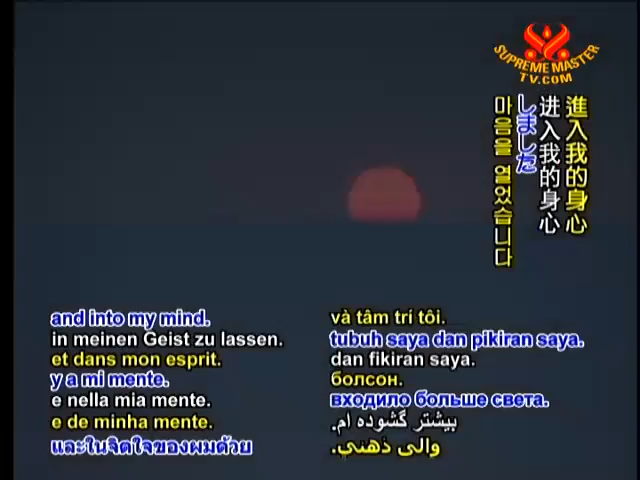 SUPREME MASTER
TV.COM
進入我的身心
进入我的身心
しました
마음을 열었습니다
and into my mind.
in meinen Geist zu lassen.
et dans mon esprit.
y a mi mente.
e nella mia mente.
e de minha mente.
และในจิตใจของผมด้วย
và tâm trí tôi.
tubuh saya dan pikiran saya.
dan fikiran saya.
болсон.
входило больше света.
بیشتر گشوده ام.
والى ذهني.